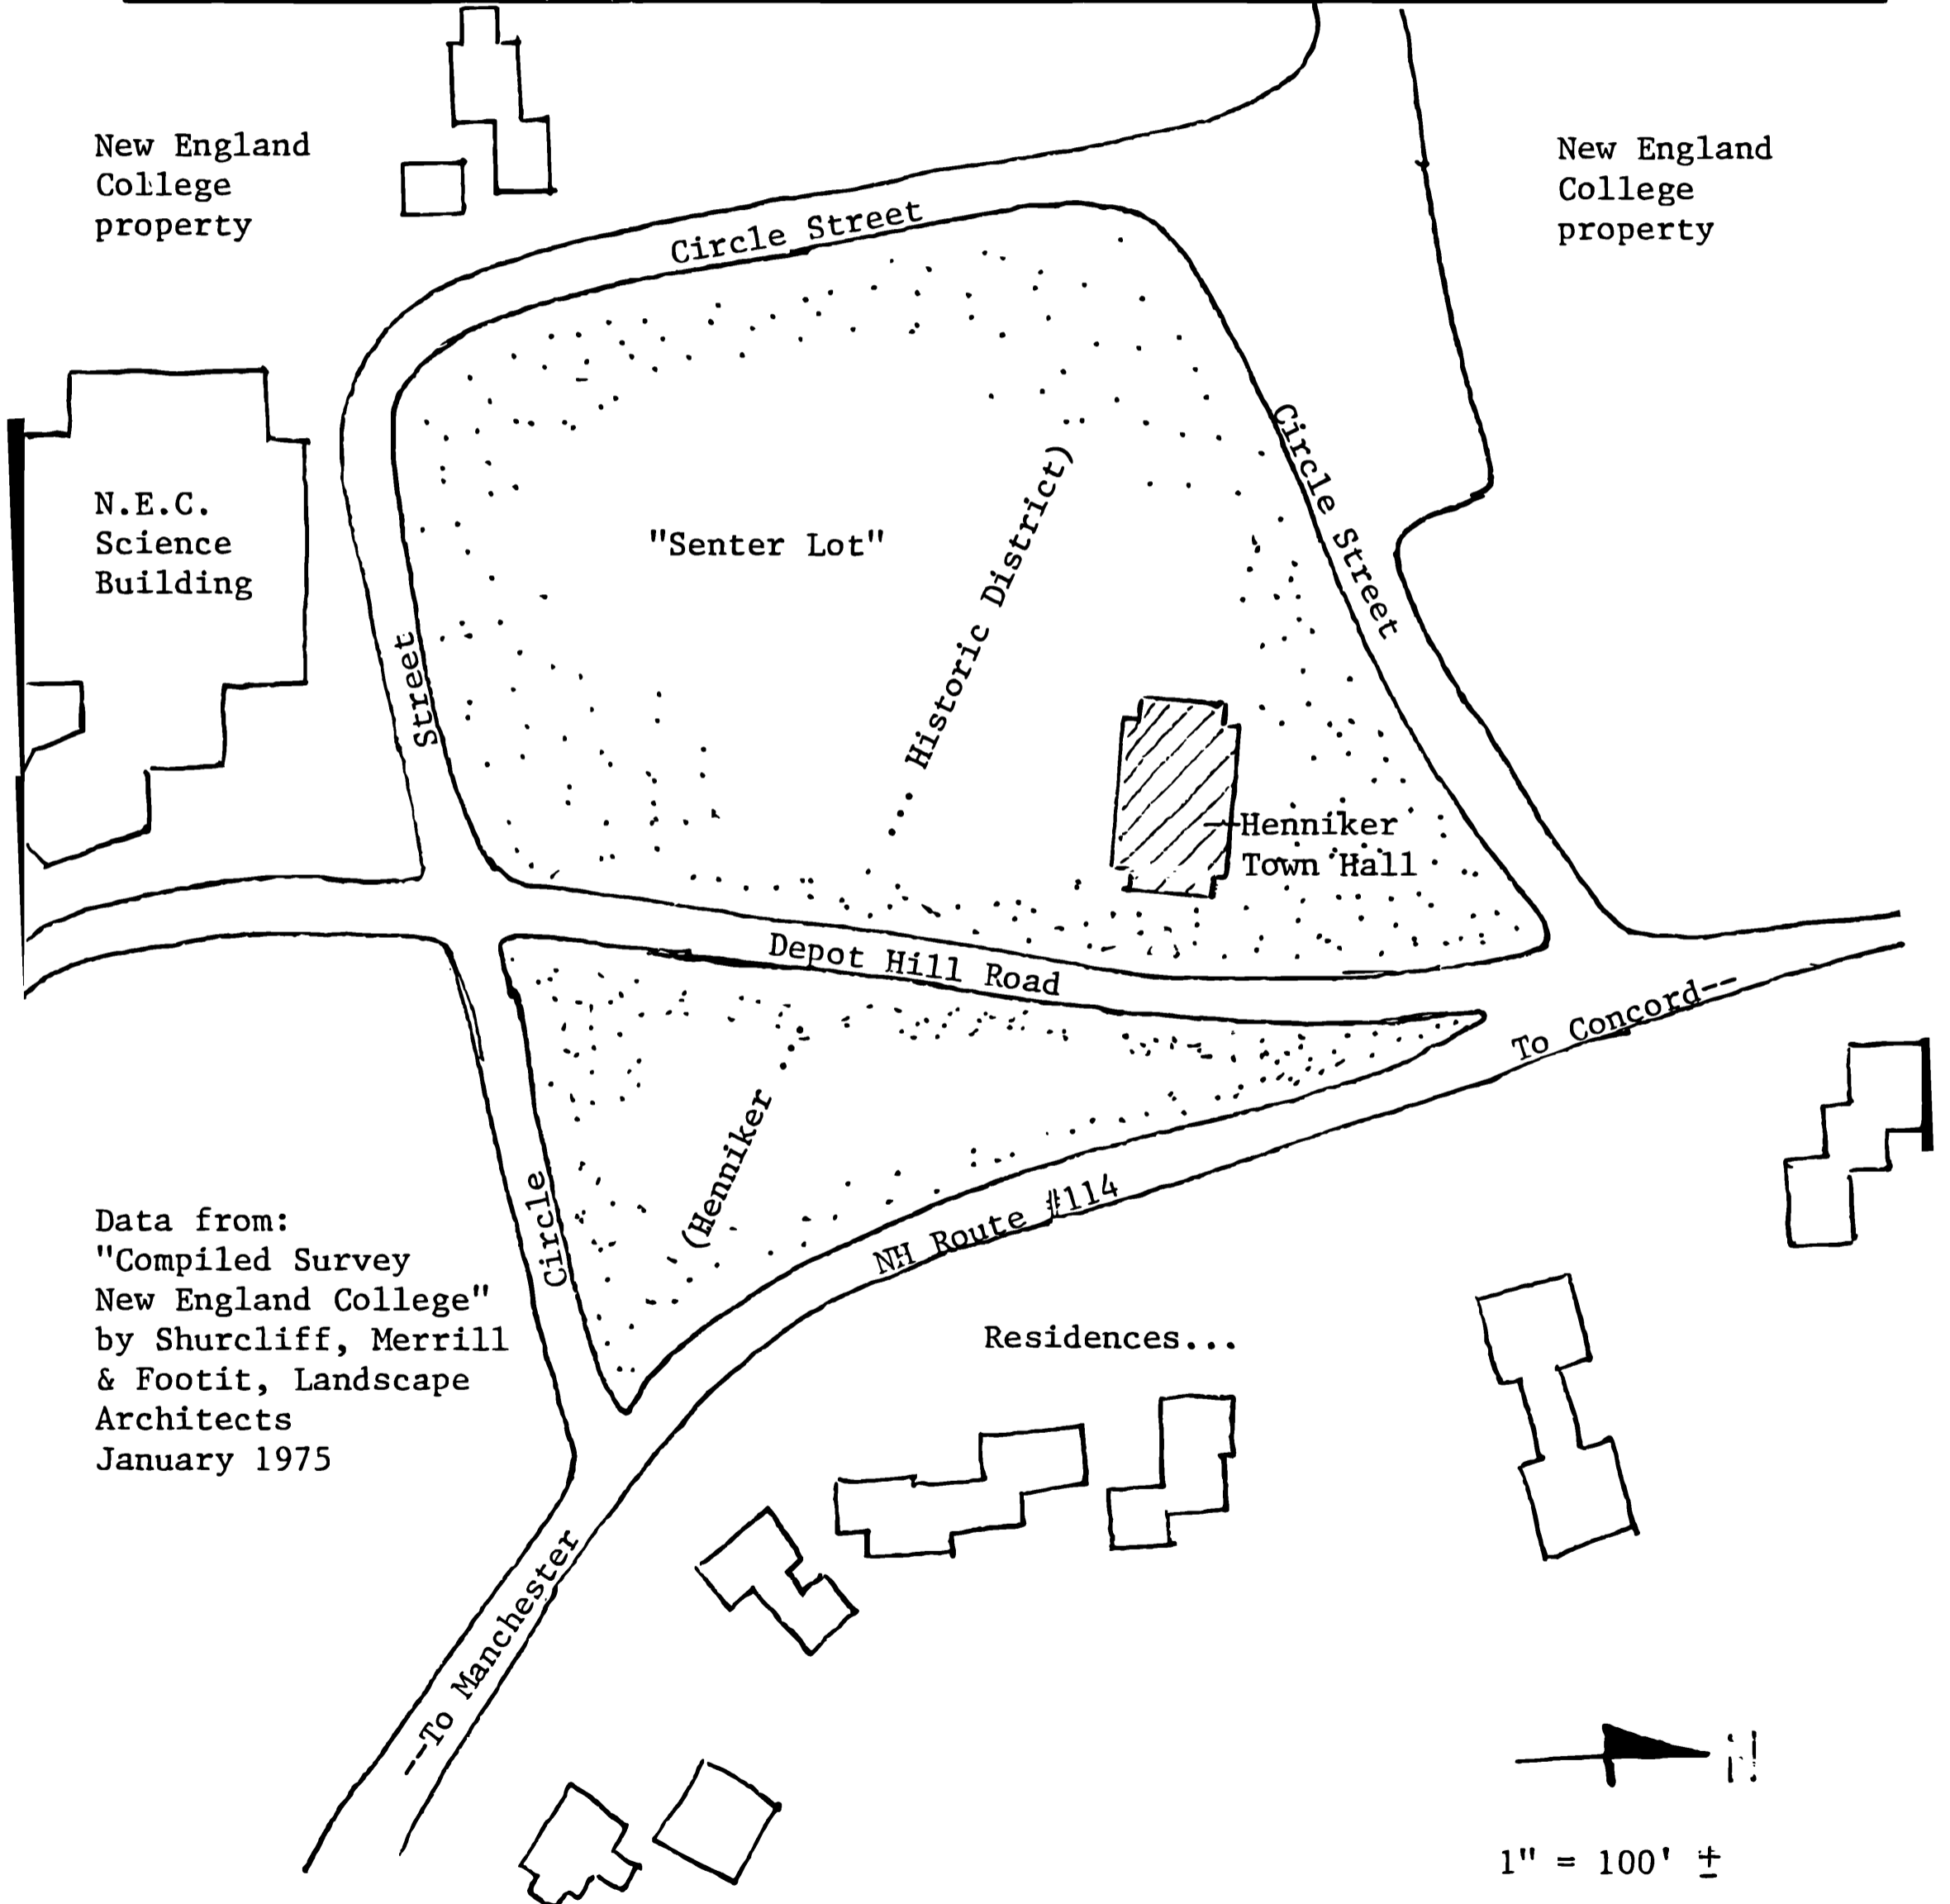 New England
College
property
New England
College
property
Circle Street
Circle Street
N.E.C.
Science
Building
"Senter Lot"
Historic District)
Street
Henniker
Town Hall
Depot Hill Road
To Concord--
(Henniker
Circle
NH Route #114
Data from:
"Compiled Survey
New England College"
by Shurcliff, Merrill
& Footit, Landscape
Architects
January 1975
Residences...
--To Manchester
1" = 100' ±